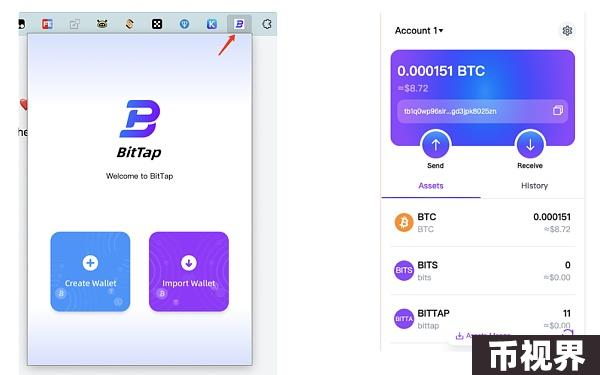 BitTap
Welcome to BitTap
Create Wallet
Import Wallet
Account 1
0.000151 BTC
≈$8.72
tb1q0wp96slr...gd3jpk8025zn
Send
Receive
Assets
History
BTC
0.000151
BTC
≈$8.72
BITS
BITS
0
bits
≈$0.00
BITTA
BITTAP
11
bittap
≈$0.00
币视界